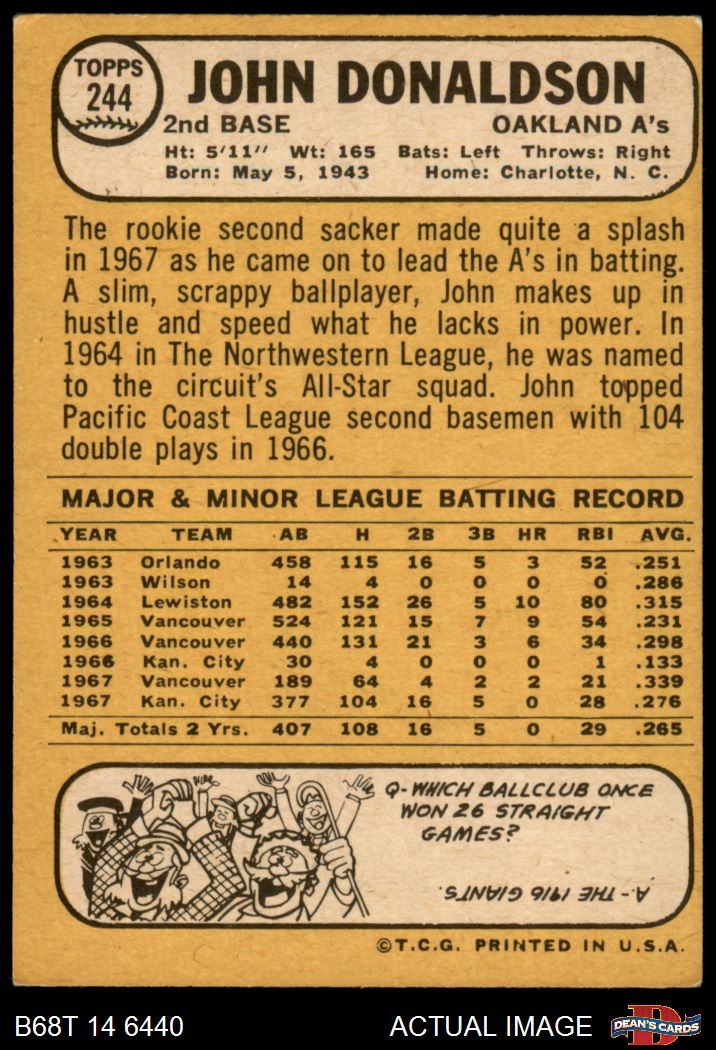 TOPPS
244
JOHN DONALDSON
2nd BASE OAKLAND A's
Ht: 5'11" Wt: 165 Bats: Left Throws: Right
Born: May 5, 1943 Home: Charlotte, N. C.
The rookie second sacker made quite a splash
in 1967 as he came on to lead the A's in batting.
A slim, scrappy ballplayer, John makes up in
hustle and speed what he lacks in power. In
1964 in The Northwestern League, he was named
to the circuit's All-Star squad. John topped
Pacific Coast League second basemen with 104
double plays in 1966.
MAJOR & MINOR LEAGUE BATTING RECORD
YEAR TEAM AB H 2B 3B HR RBI AVG.
1963 Orlando 458 115 16 5 3 52 .251
1963 Wilson 14 4 0 0 0 0 .286
1964 Lewiston 482 152 26 5 10 80 .315
1965 Vancouver 524 121 15 7 9 54 .231
1966 Vancouver 440 131 21 3 6 34 .298
1966 Kan. City 30 4 0 0 0 1 .133
1967 Vancouver 189 64 4 2 2 21 .339
1967 Kan. City 377 104 16 5 0 28 .276
Maj. Totals 2 Yrs. 407 108 16 5 0 29 .265
Q- WHICH BALLCLUB ONCE
WON 26 STRAIGHT
GAMES?
A - THE 1916 GIANTS.
©T.C.G. PRINTED IN U.S.A.
B68T 14 6440 ACTUAL IMAGE
D
DEAN'S CARDS